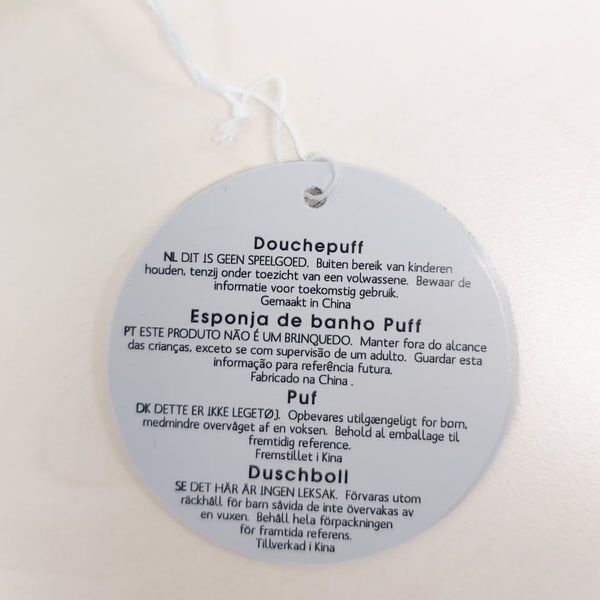 Douchepuff
NL DIT IS GEEN SPEELGOED. Buiten bereik van kinderen
houden, tenzij onder toezicht van een volwassene. Bewaar de
informatie voor toekomstig gebruik.
Gemaakt in China
Esponja de banho Puff
PT ESTE PRODUTO NÃO É UM BRINQUEDO. Manter fora do alcance
das crianças, exceto se com supervisão de um adulto. Guardar esta
informação para referência futura.
Fabricado na China .
Puf
DK DETTE ER IKKE LEGETØJ. Opbevares utilgængeligt for børn,
medmindre overvåget af en voksen. Behold al emballage til
fremtidig reference.
Fremstillet i Kina
Duschboll
SE DET HÄR ÄR INGEN LEKSAK. Förvaras utom
räckhåll för barn såvida de inte övervakas av
en vuxen. Behåll hela förpackningen
för framtida referens.
Tillverkad i Kina